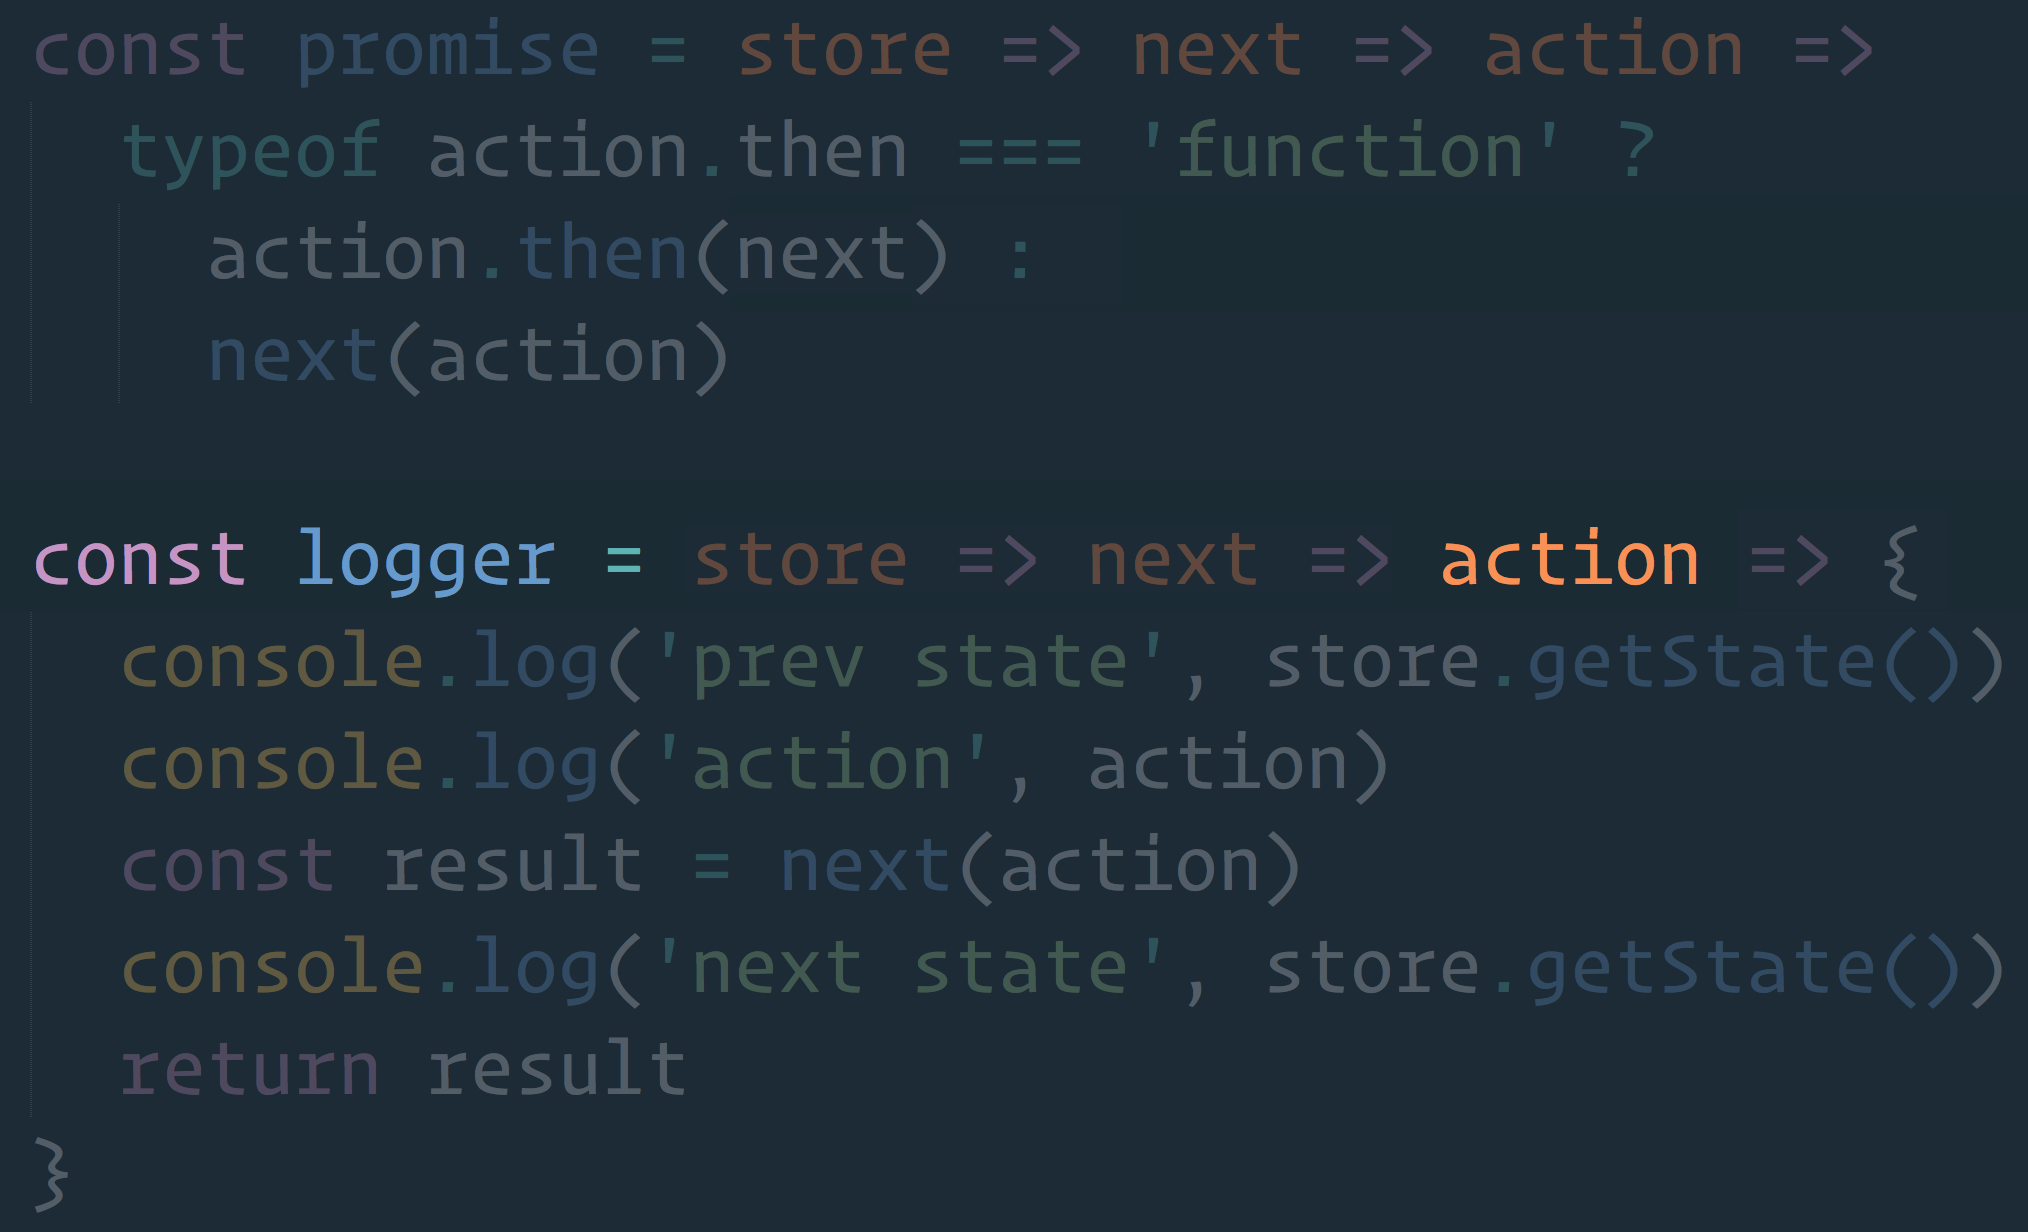 const promise = store => next => action =>
  typeof action.then === 'function' ?
    action.then(next) :
    next(action)

const logger = store => next => action => {
  console.log('prev state', store.getState())
  console.log('action', action)
  const result = next(action)
  console.log('next state', store.getState())
  return result
}